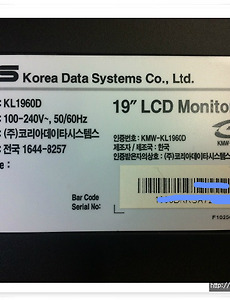 S Korea Data Systems Co., Ltd.
: KL1960D
19" LCD Monitor
: 100-240V~, 50/60Hz
: (주)코리아데이타시스템스
: 전국 1644-8257
인증번호: KMW-KL1960D
제조자 / 제조국 : 한국
인증받은자의상호 : (주)코리아데이타시스템스
KMW-
Bar Code
Serial No:
F1025
http://